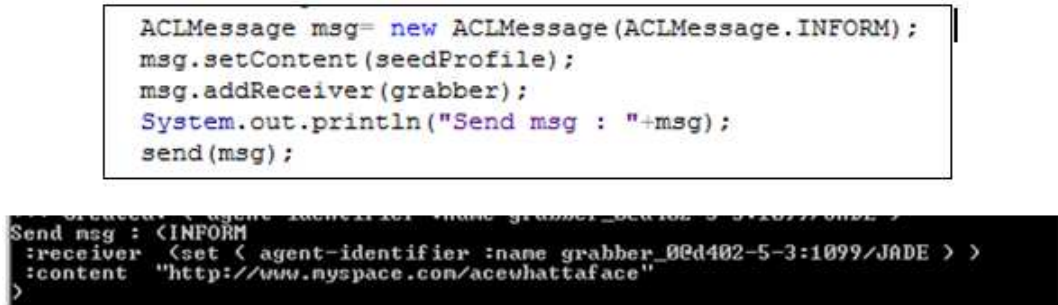 ACLMessage msg= new ACLMessage(ACLMessage.INFORM);
msg.setContent(seedProfile);
msg.addReceiver(grabber);
System.out.println("Send msg : "+msg);
send(msg);
Send msg : (INFORM
:receiver (set ( agent-identifier :name grabber_0@d402-5-3:1099/JADE ) )
:content "http://www.myspace.com/acewhattaface"
)